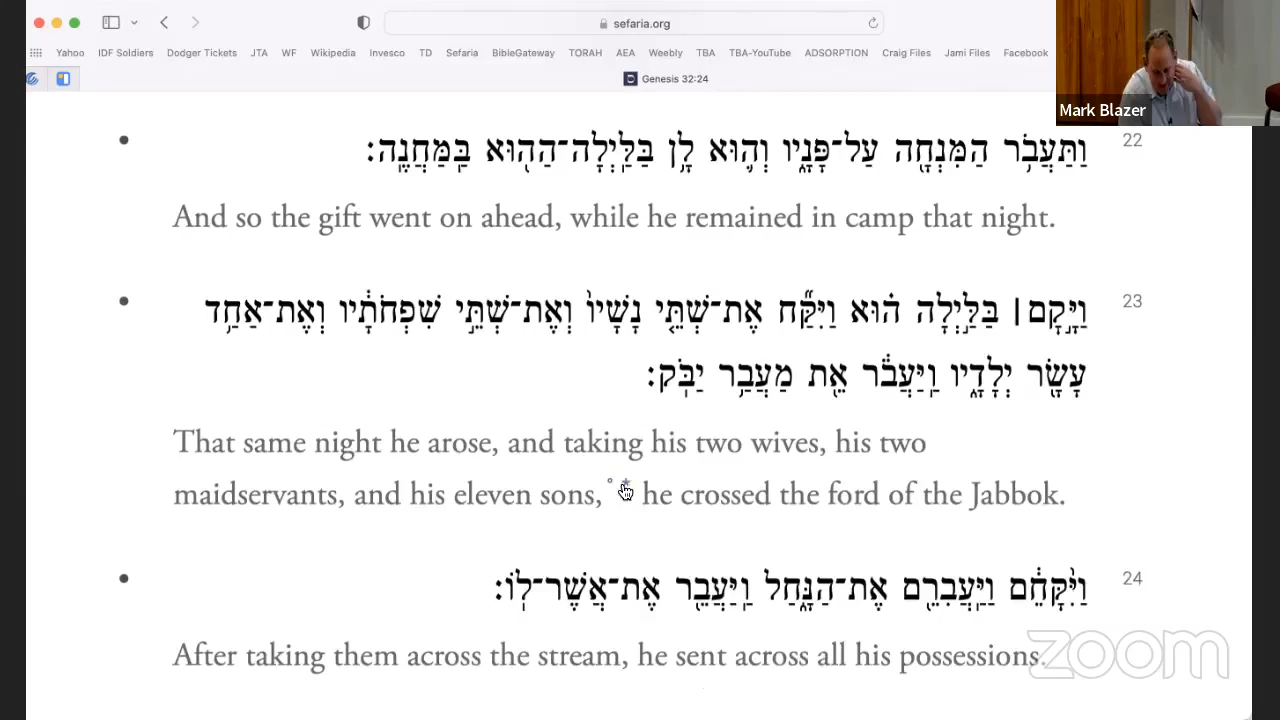 sefaria.org
Yahoo IDF Soldiers Dodger Tickets JTA WF Wikipedia Invesco TD Sefaria BibleGateway TORAH AEA Weebly TBA TBA-YouTube ADSORPTION Craig Files Jami Files Facebook
Genesis 32:24
Mark Blazer
22
וַתַּעֲבֹ֥ר הַמִּנְחָ֖ה עַל־פָּנָ֑יו וְה֛וּא לָ֥ן בַּלַּֽיְלָה־הַה֖וּא בַּֽמַּחֲנֶֽה׃
And so the gift went on ahead, while he remained in camp that night.
23
וַיָּ֣קׇם ׀ בַּלַּ֣יְלָה ה֗וּא וַיִּקַּ֞ח אֶת־שְׁתֵּ֤י נָשָׁיו֙ וְאֶת־שְׁתֵּ֣י שִׁפְחֹתָ֔יו וְאֶת־אַחַ֥ד
עָשָׂ֖ר יְלָדָ֑יו וַֽיַּעֲבֹ֔ר אֵ֖ת מַעֲבַ֥ר יַבֹּֽק׃
That same night he arose, and taking his two wives, his two
maidservants, and his eleven sons,° he crossed the ford of the Jabbok.
24
וַיִּ֨קָּחֵ֔ם וַיַּֽעֲבִרֵ֖ם אֶת־הַנָּ֑חַל וַֽיַּעֲבֵ֖ר אֶת־אֲשֶׁר־לֽוֹ׃
After taking them across the stream, he sent across all his possessions.
zoom